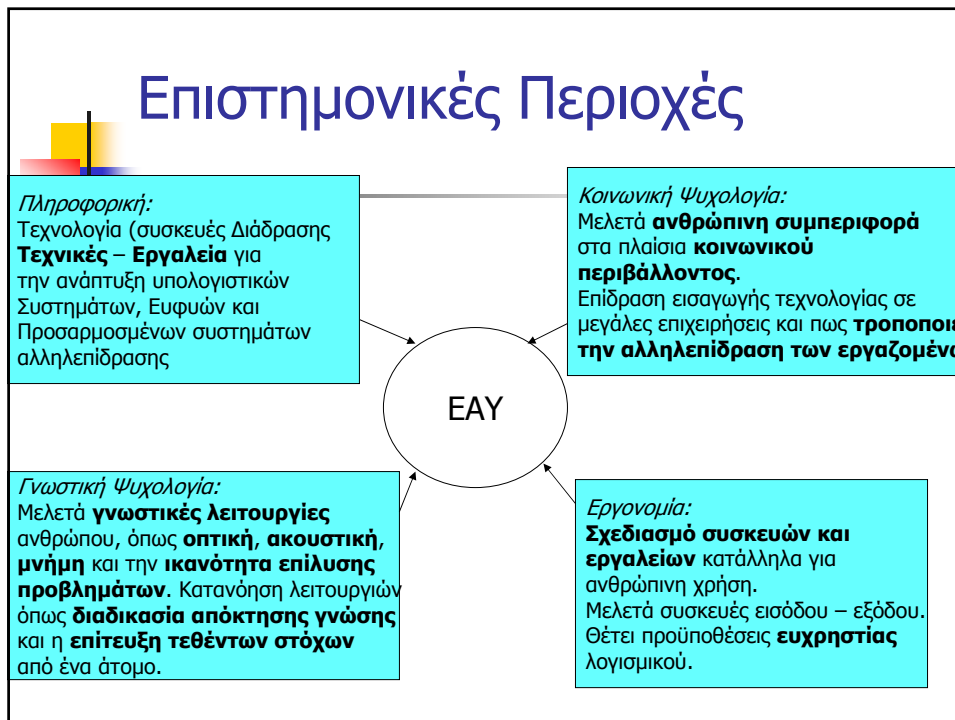 Επιστημονικές Περιοχές
Πληροφορική:
Τεχνολογία (συσκευές Διάδρασης
Τεχνικές – Εργαλεία για
την ανάπτυξη υπολογιστικών
Συστημάτων, Ευφυών και
Προσαρμοσμένων συστημάτων
αλληλεπίδρασης
Κοινωνική Ψυχολογία:
Μελετά ανθρώπινη συμπεριφορά
στα πλαίσια κοινωνικού
περιβάλλοντος.
Επίδραση εισαγωγής τεχνολογίας σε
μεγάλες επιχειρήσεις και πως τροποποιε
την αλληλεπίδραση των εργαζομένω
ΕΑΥ
Γνωστική Ψυχολογία:
Μελετά γνωστικές λειτουργίες
ανθρώπου, όπως οπτική, ακουστική,
μνήμη και την ικανότητα επίλυσης
προβλημάτων. Κατανόηση λειτουργιών
όπως διαδικασία απόκτησης γνώσης
και η επίτευξη τεθέντων στόχων
από ένα άτομο.
Εργονομία:
Σχεδιασμό συσκευών και
εργαλείων κατάλληλα για
ανθρώπινη χρήση.
Μελετά συσκευές εισόδου – εξόδου.
Θέτει προϋποθέσεις ευχρηστίας
λογισμικού.